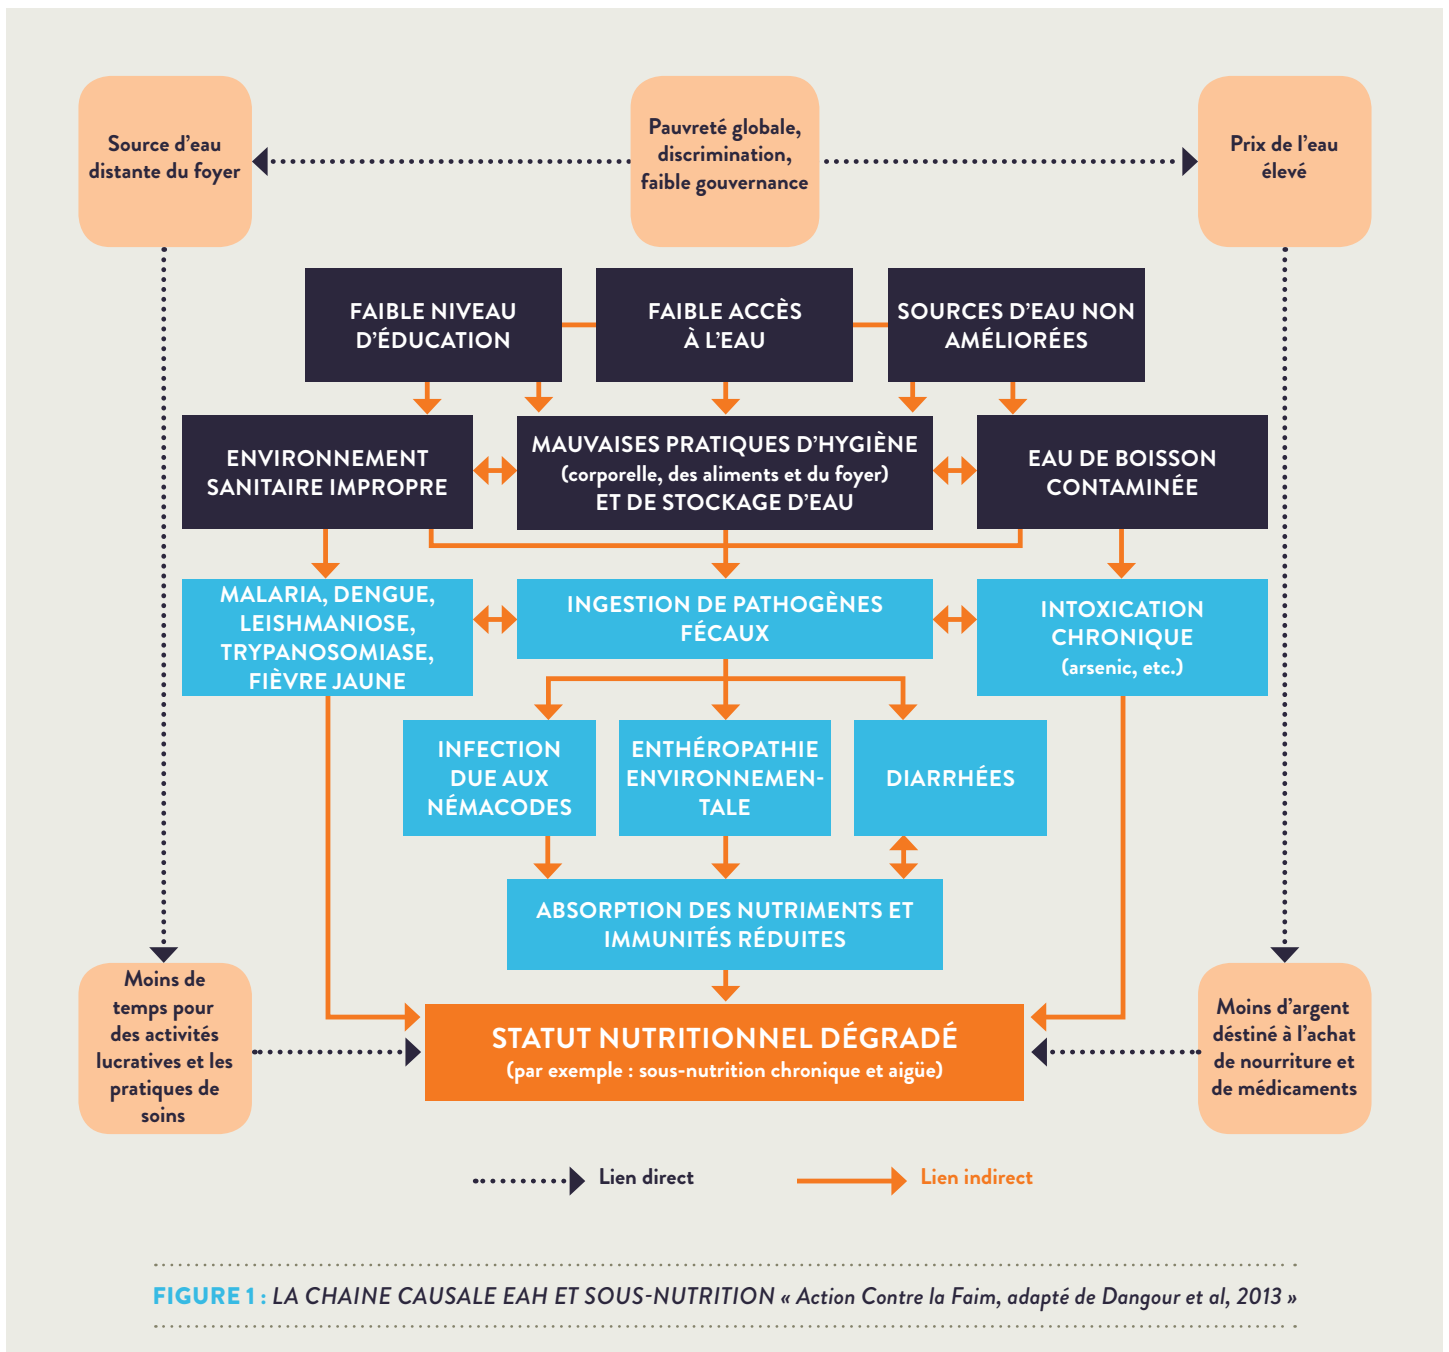 Source d'eau
distante du foyer
Pauvreté globale,
discrimination,
faible gouvernance
Prix de l'eau
élevé
FAIBLE NIVEAU
D'ÉDUCATION
FAIBLE ACCÈS
À L'EAU
SOURCES D'EAU NON
AMÉLIORÉES
ENVIRONNEMENT
SANITAIRE IMPROPRE
MAUVAISES PRATIQUES D'HYGIÈNE
(corporelle, des aliments et du foyer)
ET DE STOCKAGE D'EAU
EAU DE BOISSON
CONTAMINÉE
MALARIA, DENGUE,
LEISHMANIOSE,
TRYPANOSOMIASE,
FIÈVRE JAUNE
INGESTION DE PATHOGÈNES
FÉCAUX
INTOXICATION
CHRONIQUE
(arsenic, etc.)
INFECTION
DUE AUX
NÉMACODES
ENTHÉROPATHIE
ENVIRONNEMEN-
TALE
DIARRHÉES
ABSORPTION DES NUTRIMENTS ET
IMMUNITÉS RÉDUITES
Moins de
temps pour
des activités
lucratives et les
pratiques de
soins
STATUT NUTRITIONNEL DÉGRADÉ
(par exemple : sous-nutrition chronique et aigüe)
Moins d'argent
déstiné à l'achat
de nourriture et
de médicaments
Lien direct
Lien indirect
FIGURE 1 : LA CHAINE CAUSALE EAH ET SOUS-NUTRITION « Action Contre la Faim, adapté de Dangour et al, 2013 »